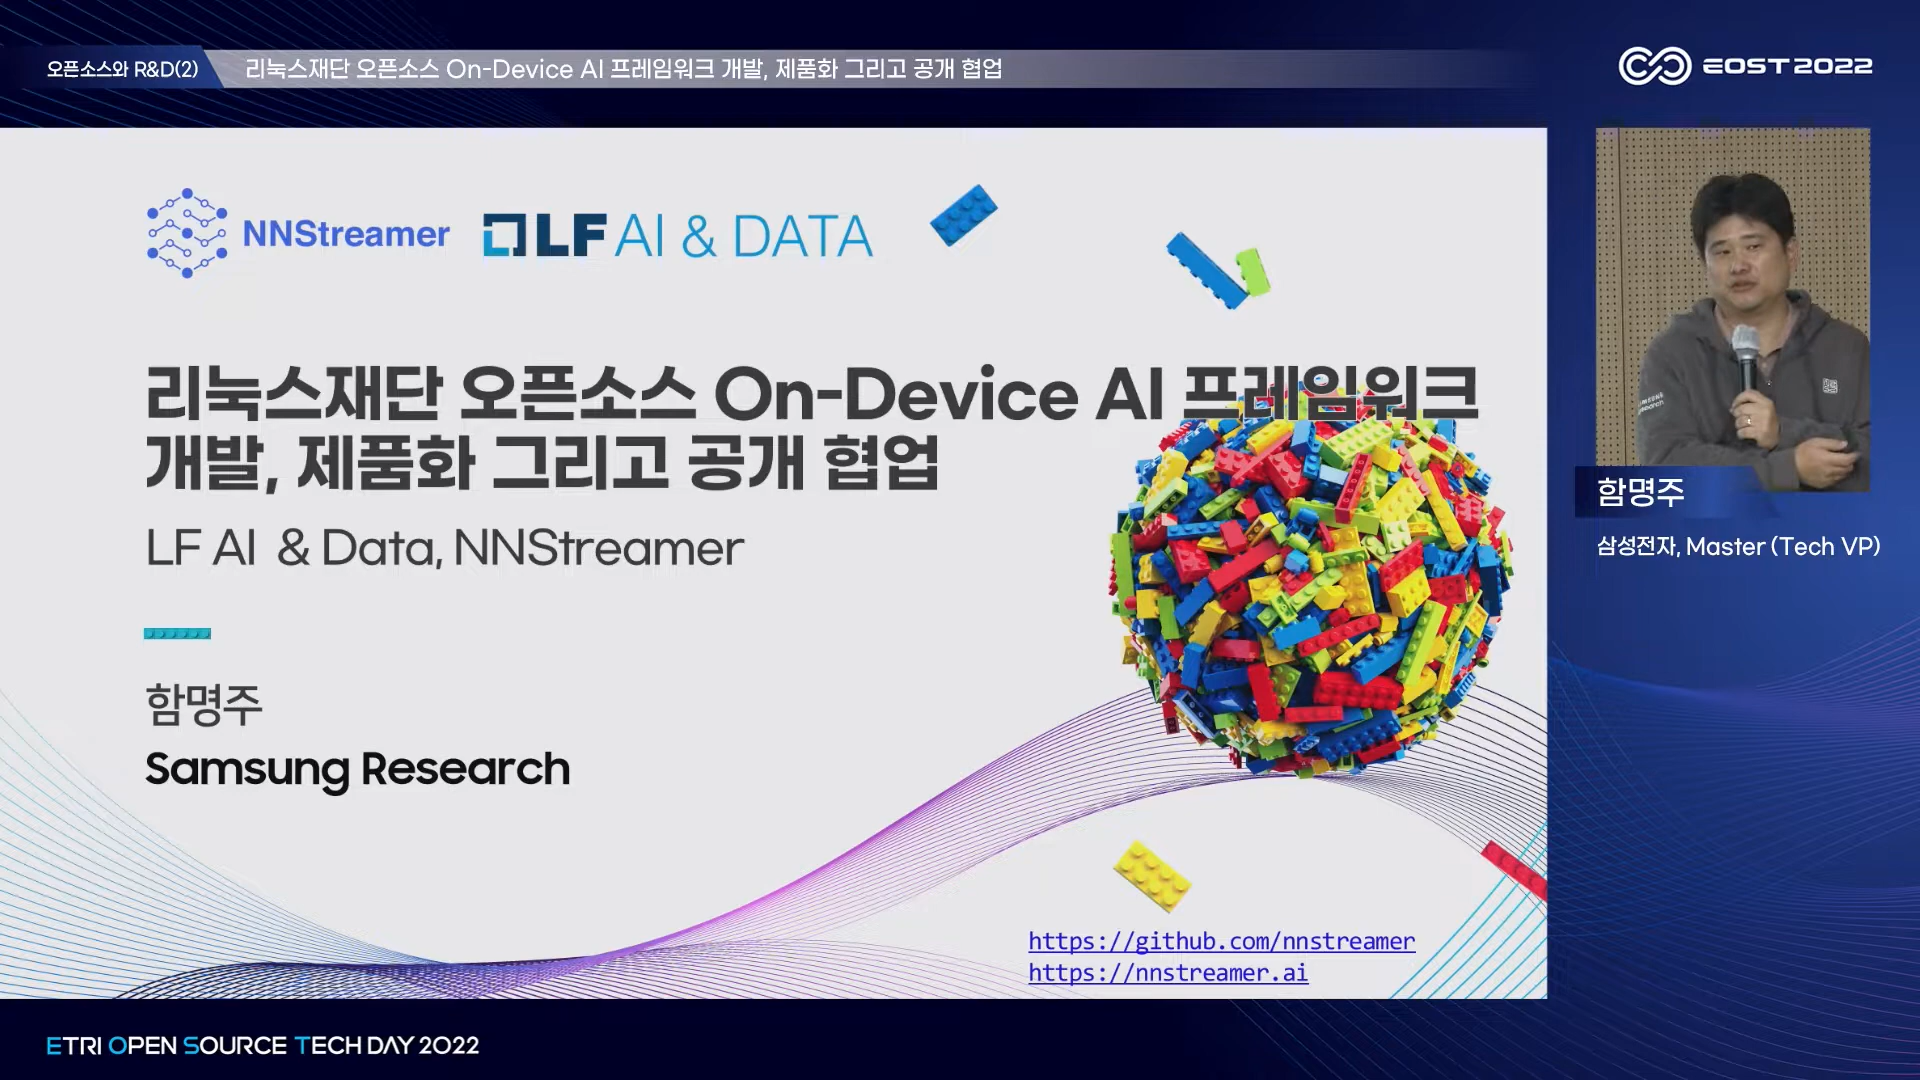 오픈소스와 R&D(2)
리눅스재단 오픈소스 On-Device AI 프레임워크 개발, 제품화 그리고 공개 협업
EOST2022
NNStreamer
LF AI & DATA
리눅스재단 오픈소스 On-Device AI 프레임워크
개발, 제품화 그리고 공개 협업
LF AI & Data, NNStreamer
함명주
Samsung Research
https://github.com/nnstreamer
https://nnstreamer.ai
함명주
삼성전자, Master (Tech VP)
ETRI OPEN SOURCE TECH DAY 2022